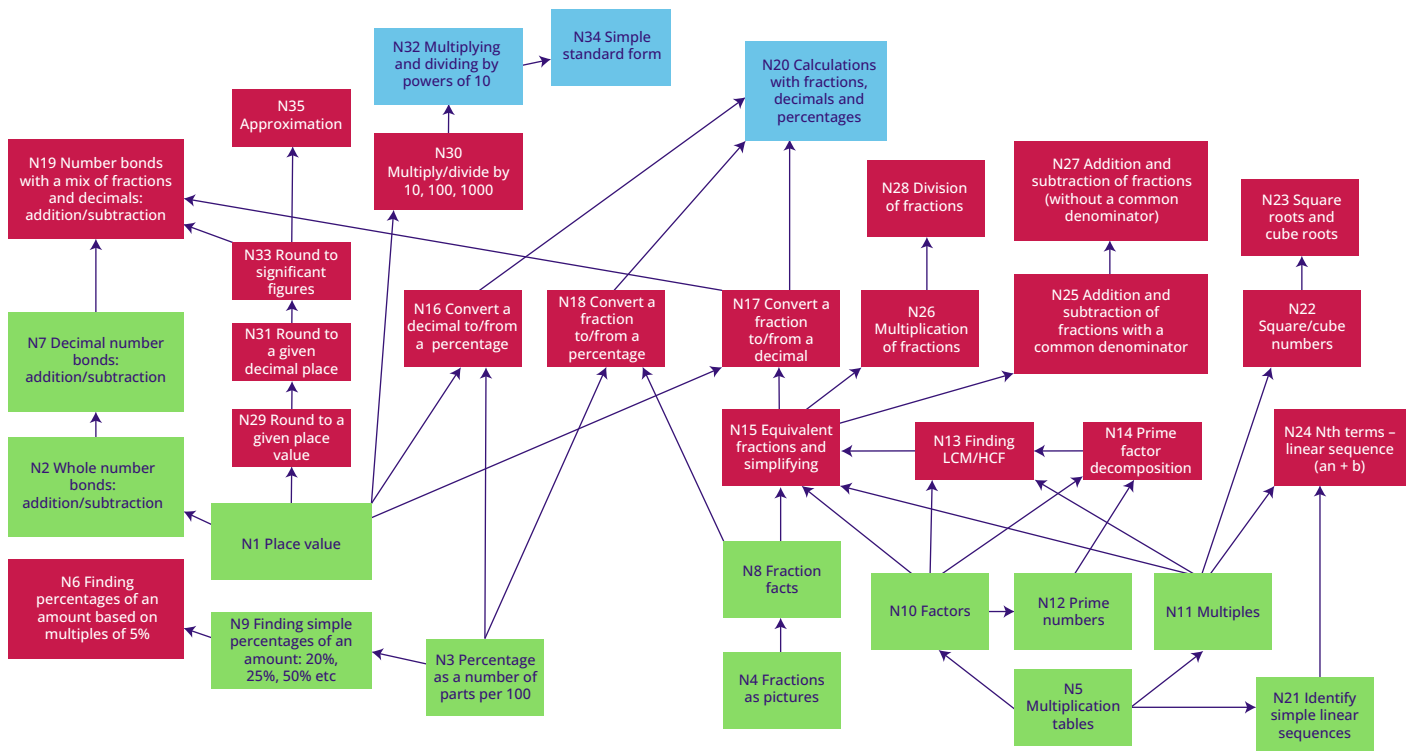 N32 Multiplying
and dividing by
powers of 10
N34 Simple
standard form
N20 Calculations
with fractions,
decimals and
percentages
N35
Approximation
N19 Number bonds
with a mix of fractions
and decimals:
addition/subtraction
N30
Multiply/divide by
10, 100, 1000
N28 Division
of fractions
N27 Addition and
subtraction of fractions
(without a common
denominator)
N23 Square
roots and
cube roots
N33 Round to
significant
figures
N16 Convert a
decimal to/from
a percentage
N18 Convert a
fraction
to/from a
percentage
N17 Convert a
fraction
to/from a
decimal
N26
Multiplication
of fractions
N25 Addition and
subtraction of
fractions with a
common denominator
N22
Square/cube
numbers
N7 Decimal number
bonds:
addition/subtraction
N31 Round to
a given
decimal place
N29 Round to a
given place
value
N2 Whole number
bonds:
addition/subtraction
N15 Equivalent
fractions and
simplifying
N13 Finding
LCM/HCF
N14 Prime
factor
decomposition
N24 Nth terms –
linear sequence
(an + b)
N1 Place value
N6 Finding
percentages of an
amount based on
multiples of 5%
N9 Finding simple
percentages of an
amount: 20%,
25%, 50% etc
N3 Percentage
as a number of
parts per 100
N8 Fraction
facts
N10 Factors
N12 Prime
numbers
N11 Multiples
N4 Fractions
as pictures
N5
Multiplication
tables
N21 Identify
simple linear
sequences